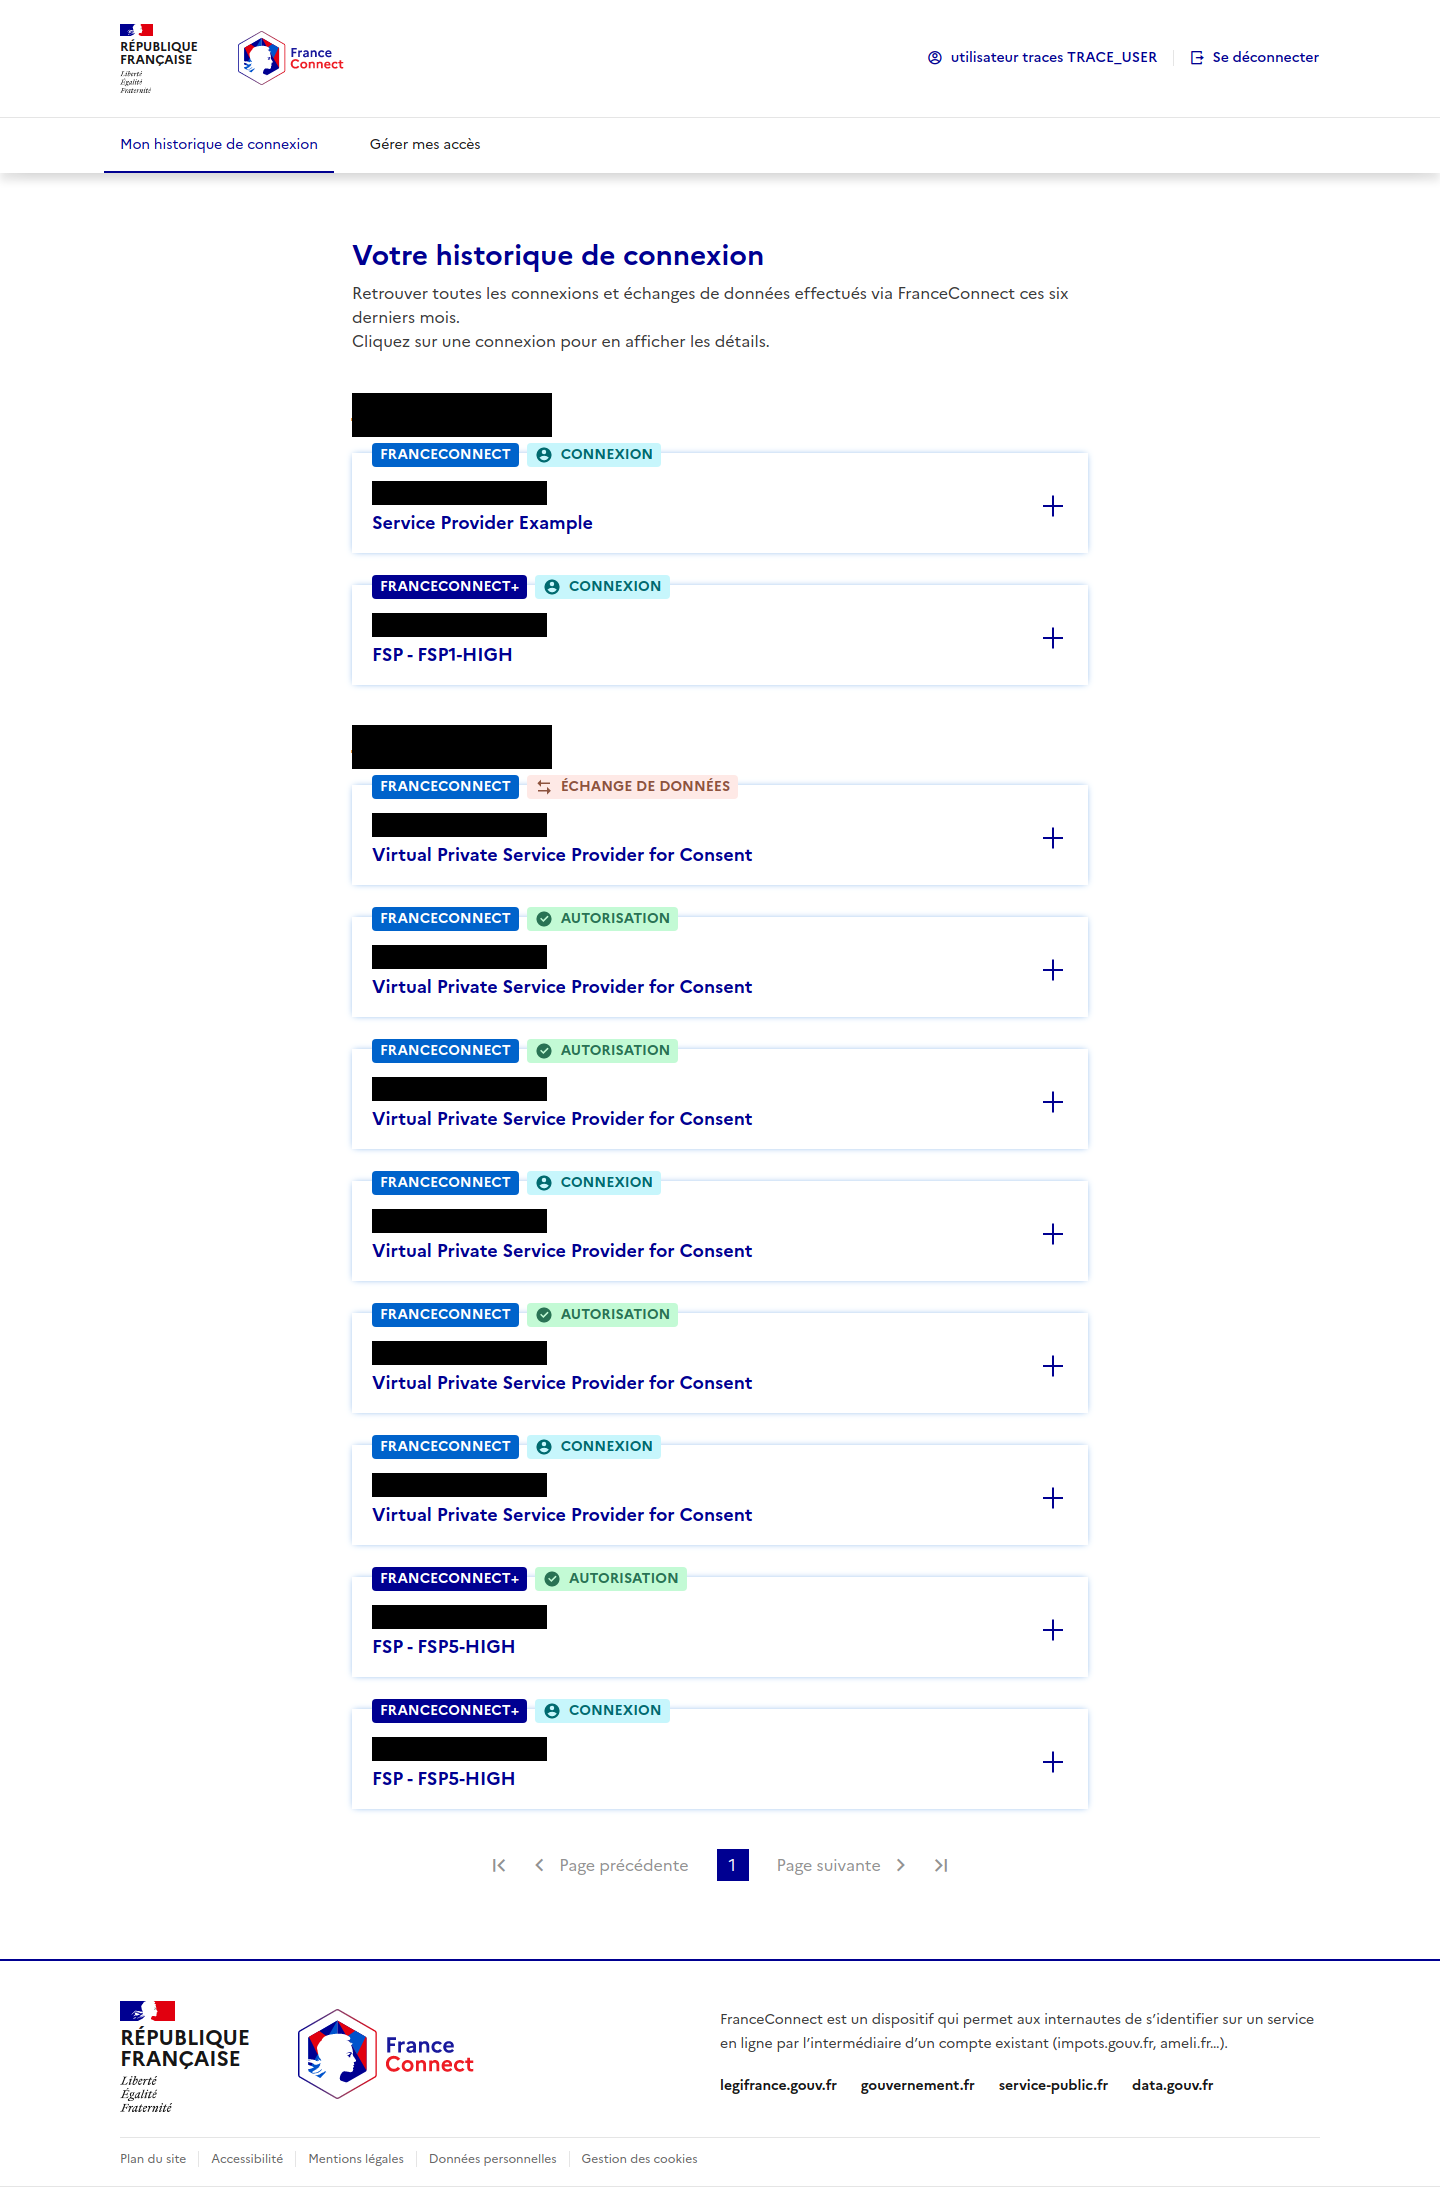 RÉPUBLIQUE
FRANÇAISE
Liberté
Égalité
Fraternité
France
Connect
utilisateur traces TRACE_USER
Se déconnecter
Mon historique de connexion
Gérer mes accès
Votre historique de connexion
Retrouver toutes les connexions et échanges de données effectués via FranceConnect ces six
derniers mois.
Cliquez sur une connexion pour en afficher les détails.
FRANCECONNECT CONNEXION
Service Provider Example
FRANCECONNECT+ CONNEXION
FSP - FSP1-HIGH
FRANCECONNECT ÉCHANGE DE DONNÉES
Virtual Private Service Provider for Consent
FRANCECONNECT AUTORISATION
Virtual Private Service Provider for Consent
FRANCECONNECT AUTORISATION
Virtual Private Service Provider for Consent
FRANCECONNECT CONNEXION
Virtual Private Service Provider for Consent
FRANCECONNECT AUTORISATION
Virtual Private Service Provider for Consent
FRANCECONNECT CONNEXION
Virtual Private Service Provider for Consent
FRANCECONNECT+ AUTORISATION
FSP - FSP5-HIGH
FRANCECONNECT+ CONNEXION
FSP - FSP5-HIGH
Page précédente 1 Page suivante
RÉPUBLIQUE
FRANÇAISE
Liberté
Égalité
Fraternité
France
Connect
FranceConnect est un dispositif qui permet aux internautes de s’identifier sur un service
en ligne par l’intermédiaire d’un compte existant (impots.gouv.fr, ameli.fr…).
legifrance.gouv.fr gouvernement.fr service-public.fr data.gouv.fr
Plan du site Accessibilité Mentions légales Données personnelles Gestion des cookies